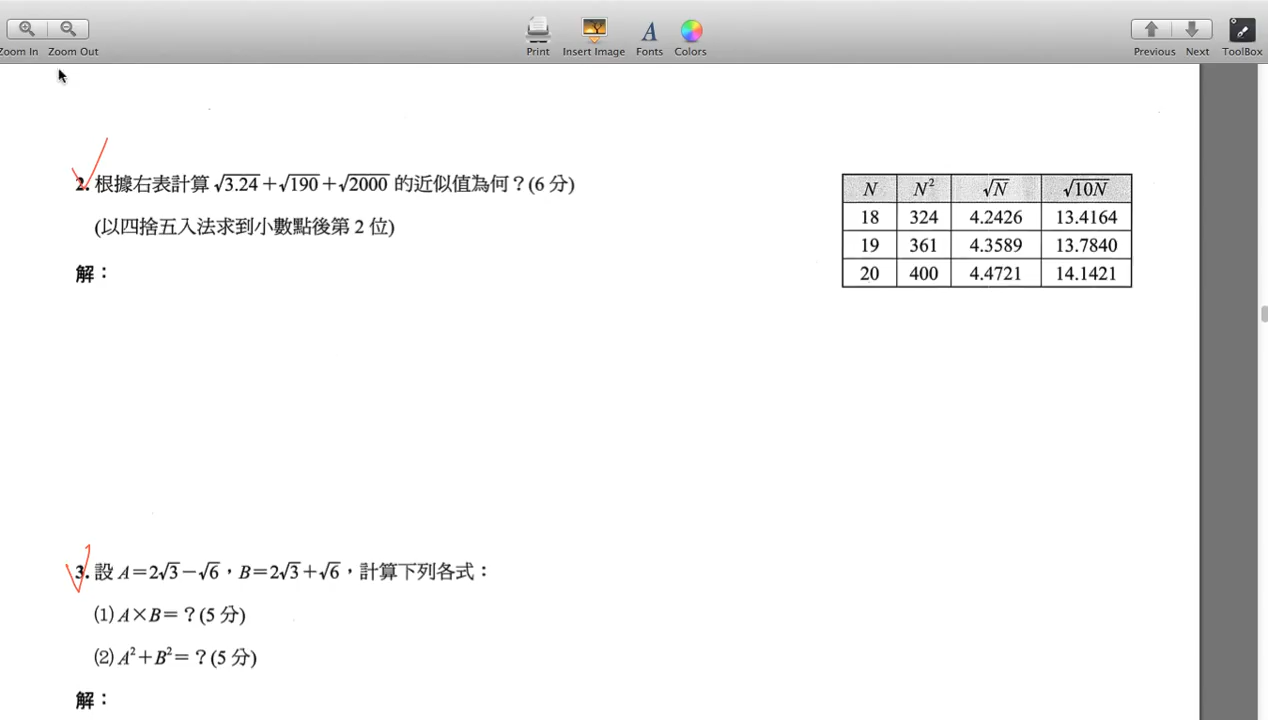 Zoom In Zoom Out Print Insert Image Fonts Colors Previous Next ToolBox
2. 根據右表計算 √3.24+√190+√2000 的近似值為何？(6 分)
(以四捨五入法求到小數點後第 2 位)
解：
N N² √N √10N
18 324 4.2426 13.4164
19 361 4.3589 13.7840
20 400 4.4721 14.1421
3. 設 A=2√3−√6，B=2√3+√6，計算下列各式：
⑴ A×B=？(5 分)
⑵ A²+B²=？(5 分)
解：